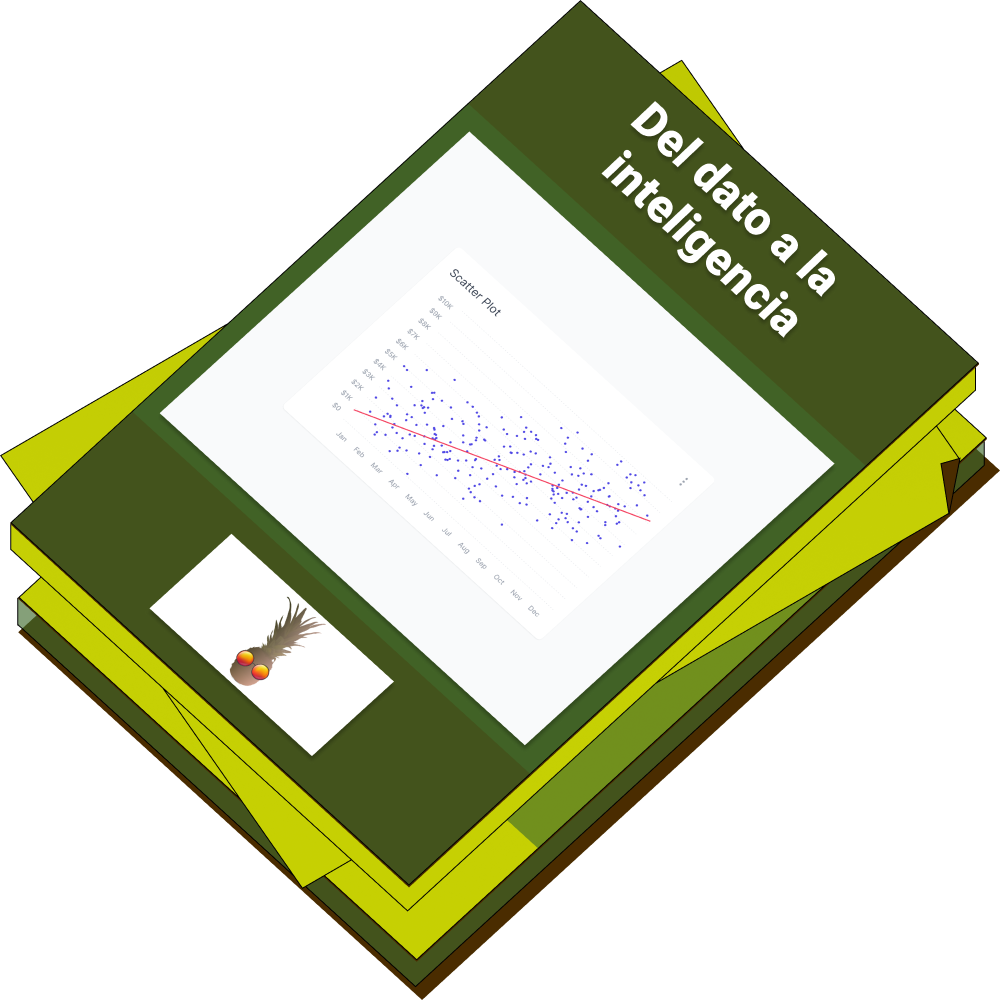 Del dato a la
inteligencia
Scatter Plot
$10K
$9K
$8K
$7K
$6K
$5K
$4K
$3K
$2K
$1K
$0
Jan
Feb
Mar
Apr
May
Jun
Jul
Aug
Sep
Oct
Nov
Dec